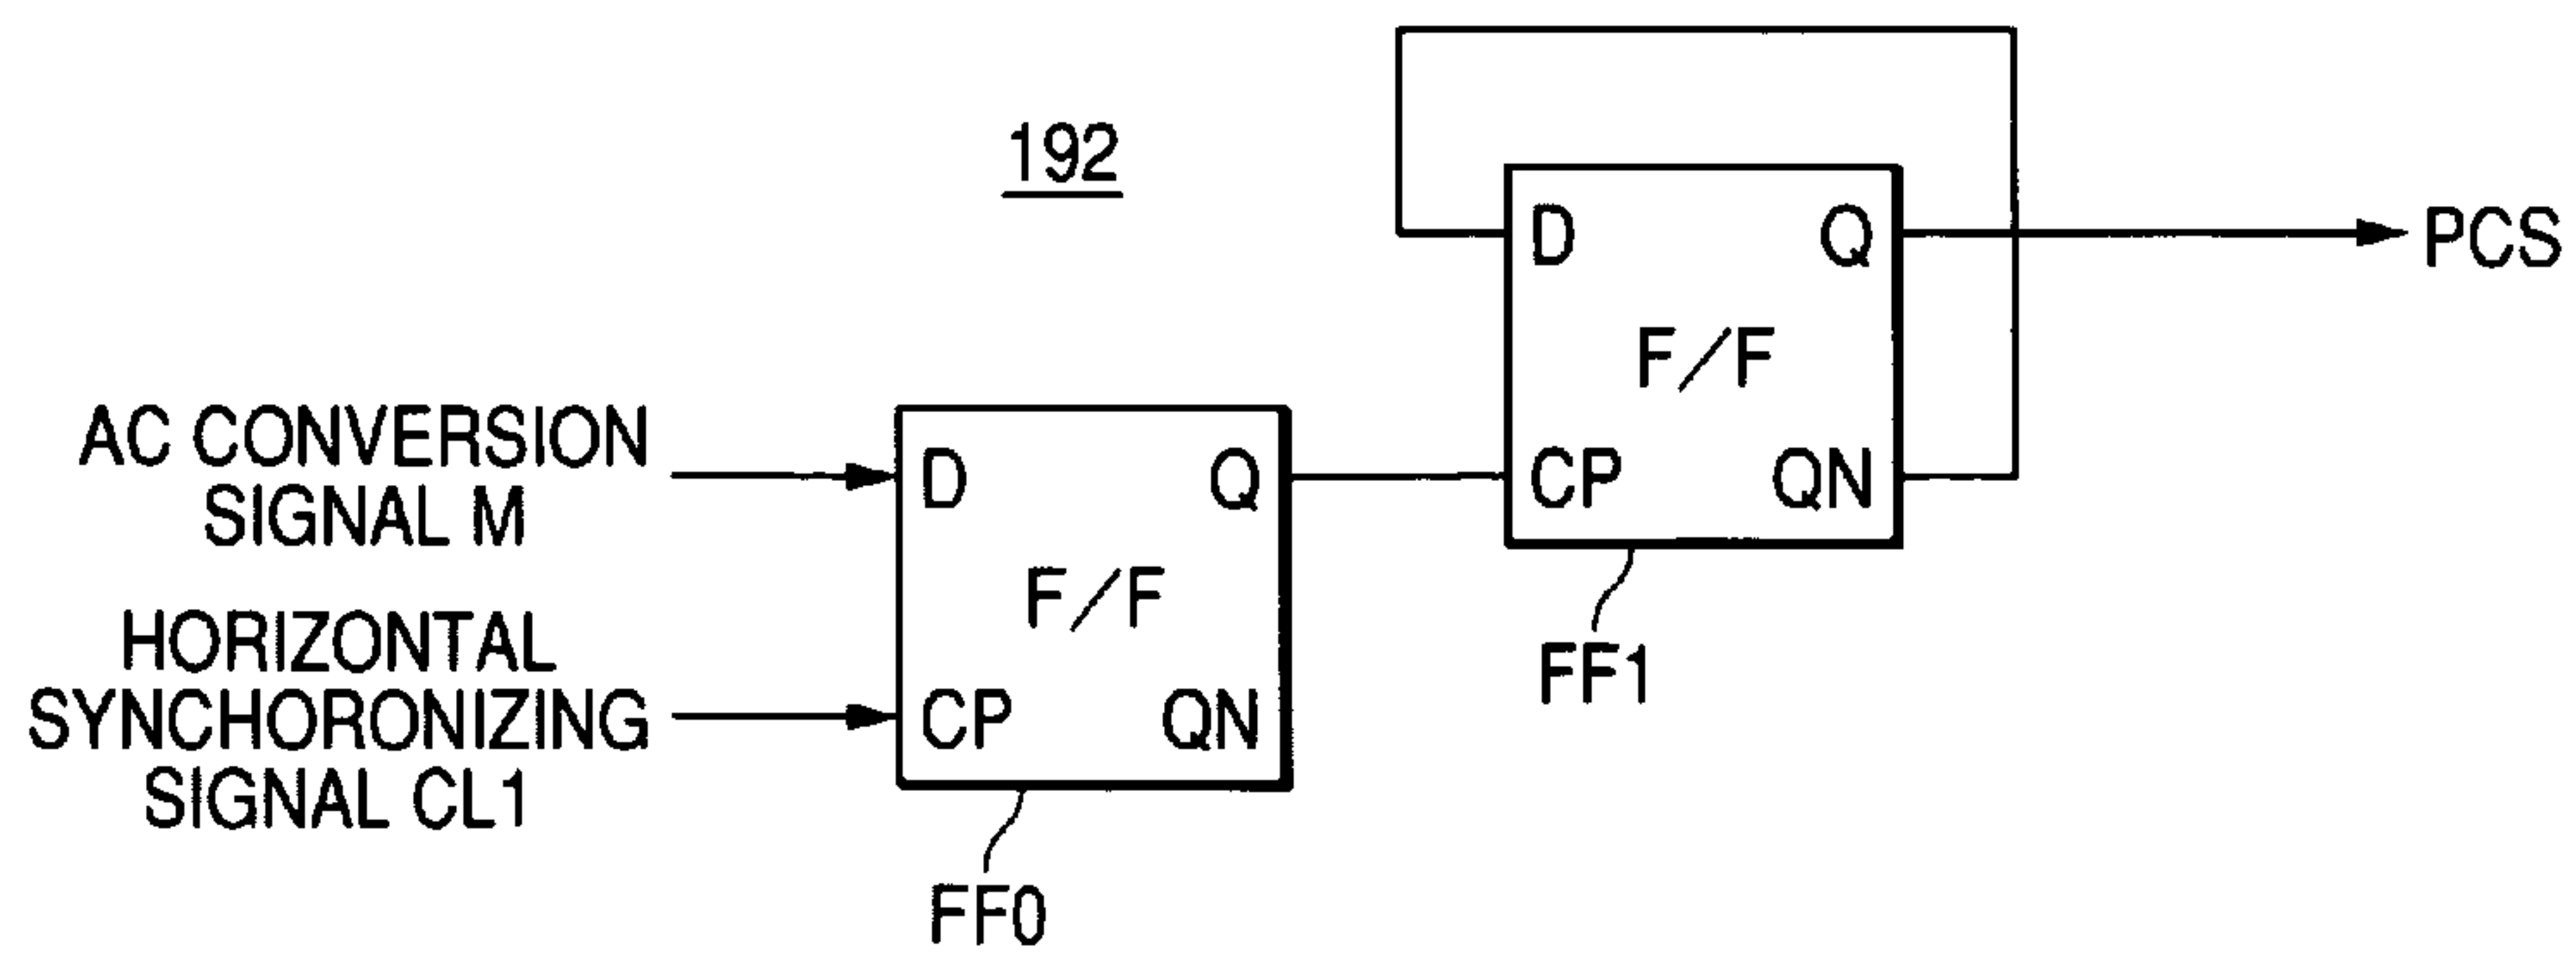 192
AC CONVERSION
SIGNAL M
HORIZONTAL
SYNCHORONIZING
SIGNAL CL1
D Q
F/F
CP QN
FF0
D Q
F/F
CP QN
FF1
PCS